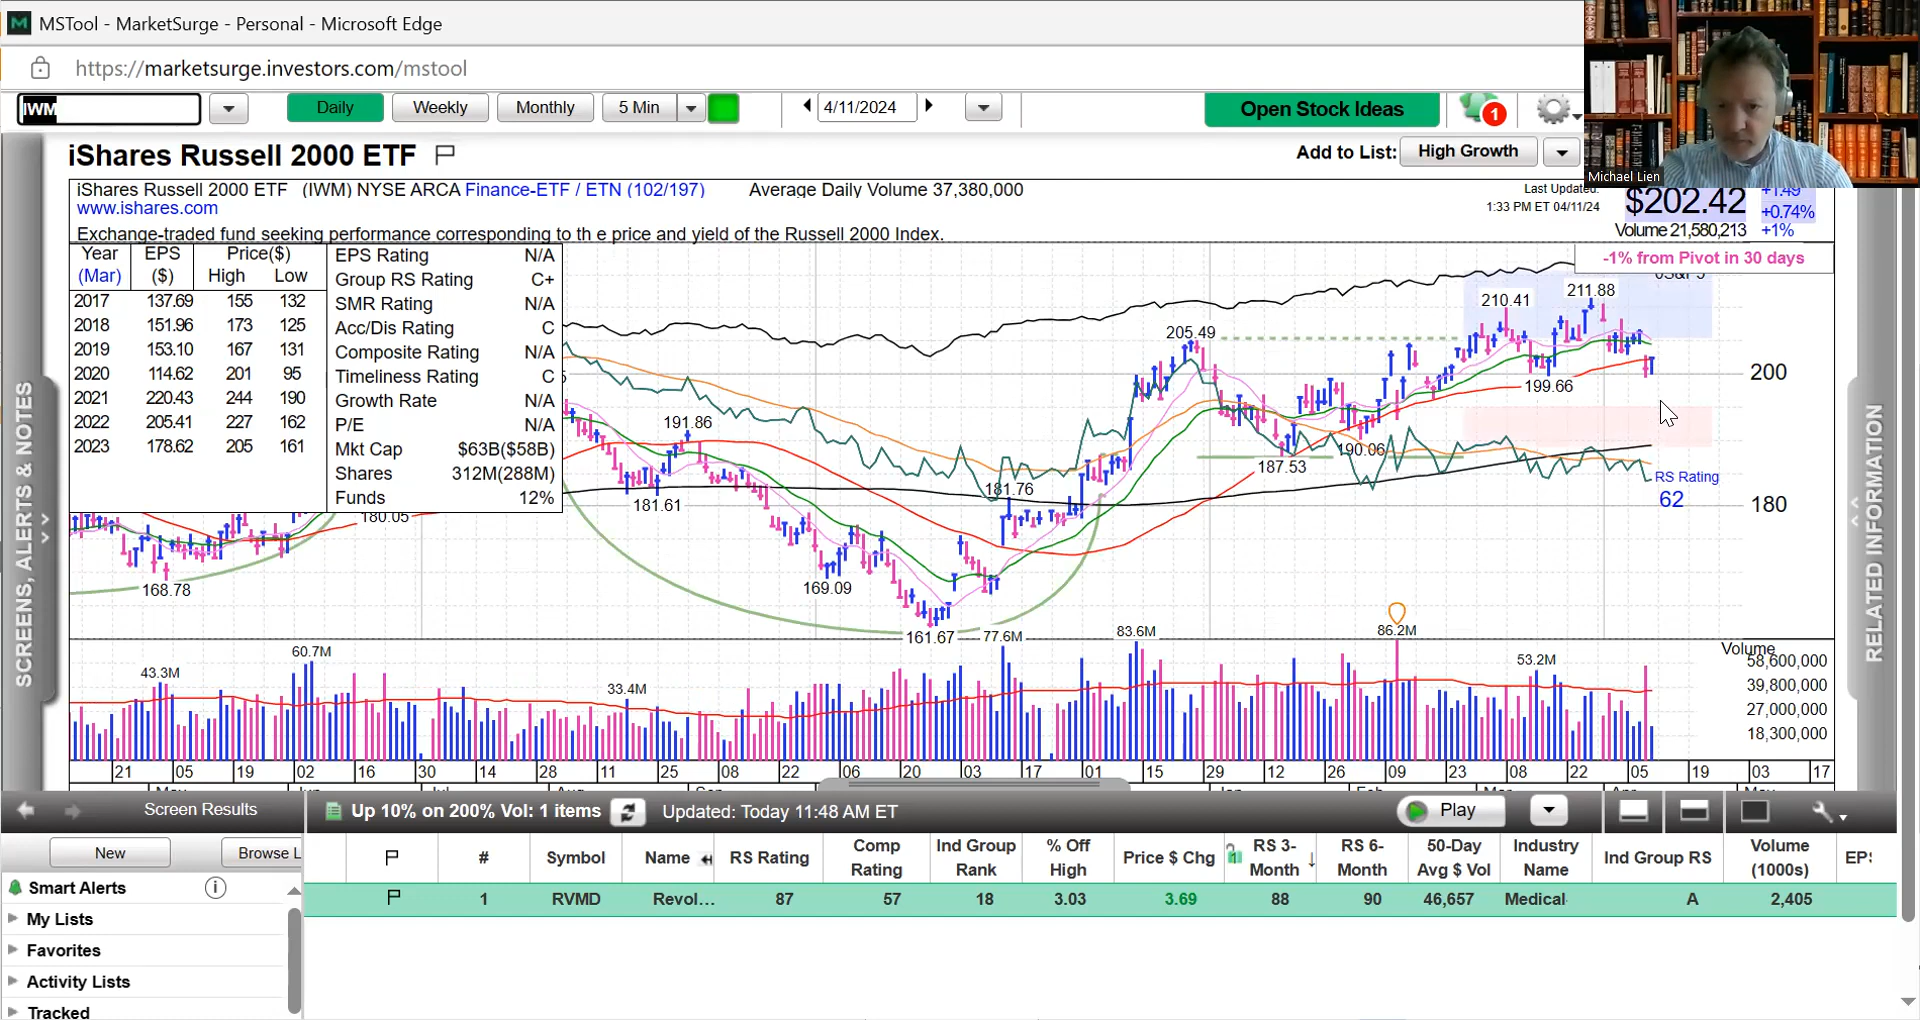 MSTool - MarketSurge - Personal - Microsoft Edge
https://marketsurge.investors.com/mstool
IWM
Daily
Weekly
Monthly
5 Min
4/11/2024
Open Stock Ideas
1
Michael Lien
iShares Russell 2000 ETF
Add to List:
High Growth
iShares Russell 2000 ETF (IWM) NYSE ARCA Finance-ETF / ETN (102/197) Average Daily Volume 37,380,000
www.ishares.com
Exchange-traded fund seeking performance corresponding to th e price and yield of the Russell 2000 Index.
Last Updated:
1:33 PM ET 04/11/24
$202.42
+1.49
+0.74%
Volume 21,580,213 +1%
-1% from Pivot in 30 days
Year EPS Price($)
(Mar) ($) High Low
2017 137.69 155 132
2018 151.96 173 125
2019 153.10 167 131
2020 114.62 201 95
2021 220.43 244 190
2022 205.41 227 162
2023 178.62 205 161
EPS Rating N/A
Group RS Rating C+
SMR Rating N/A
Acc/Dis Rating C
Composite Rating N/A
Timeliness Rating C
Growth Rate N/A
P/E N/A
Mkt Cap $63B($58B)
Shares 312M(288M)
Funds 12%
210.41
211.88
205.49
200
199.66
191.86
190.06
187.53
RS Rating
62
181.76
181.61
180
180.05
169.09
168.78
161.67
77.6M
83.6M
86.2M
60.7M
53.2M
43.3M
33.4M
Volume
58,600,000
39,800,000
27,000,000
18,300,000
21 05 19 02 16 30 14 28 11 25 08 22 06 20 03 17 01 15 29 12 26 09 23 08 22 05 19 03 17
SCREENS, ALERTS & NOTES
RELATED INFORMATION
Screen Results
Up 10% on 200% Vol: 1 items
Updated: Today 11:48 AM ET
Play
New
Browse L
Smart Alerts
My Lists
Favorites
Activity Lists
Tracked
# Symbol Name RS Rating Comp Rating Ind Group Rank % Off High Price $ Chg RS 3-Month RS 6-Month 50-Day Avg $ Vol Industry Name Ind Group RS Volume (1000s)
1 RVMD Revol... 87 57 18 3.03 3.69 88 90 46,657 Medical A 2,405